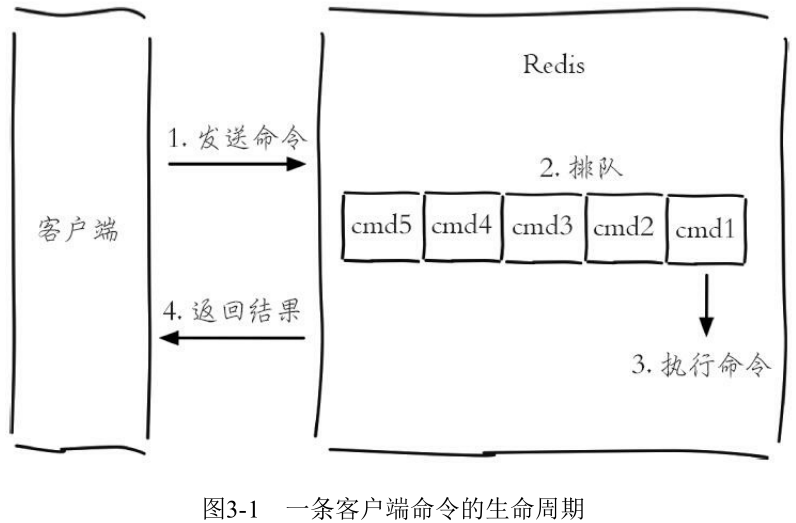 Redis
1. 发送命令
2. 排队
客户端
cmd5 cmd4 cmd3 cmd2 cmd1
4. 返回结果
3. 执行命令
图3-1 一条客户端命令的生命周期